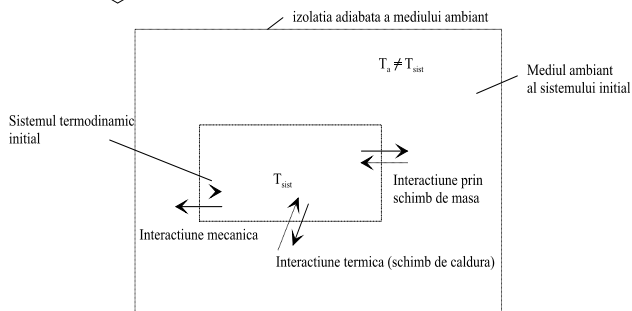 izolatia adiabata a mediului ambiant
Ta ≠ Tsist
Mediul ambiant
al sistemului initial
Sistemul termodinamic
initial
Tsist
Interactiune prin
schimb de masa
Interactiune mecanica
Interactiune termica (schimb de caldura)